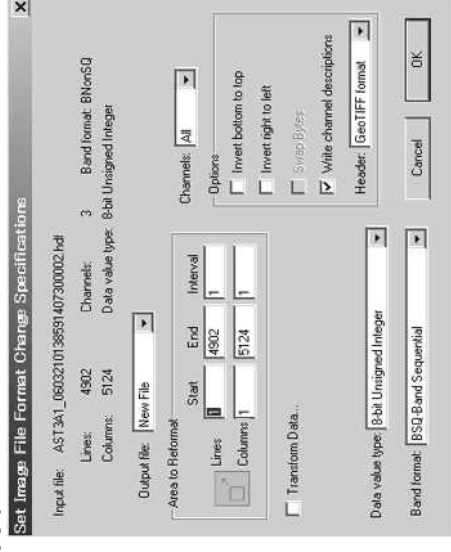 Set Image File Format Change Specifications
Input file: AST3A1_0603210138591407300002.hdf
Lines: 4902 Channels: 3 Band format: BNonSQ
Columns: 5124 Data value type: 8-bit Unsigned Integer
Output file: New File
Channels: All
Area to Reformat
Start End Interval
Lines 1 4902 1
Columns 1 5124 1
Options
Invert bottom to top
Invert right to left
Swap Bytes
Write channel descriptions
Header: GeoTIFF format
Transform Data...
Data value type: 8-bit Unsigned Integer
Band format: BSQ-Band Sequential
Cancel OK